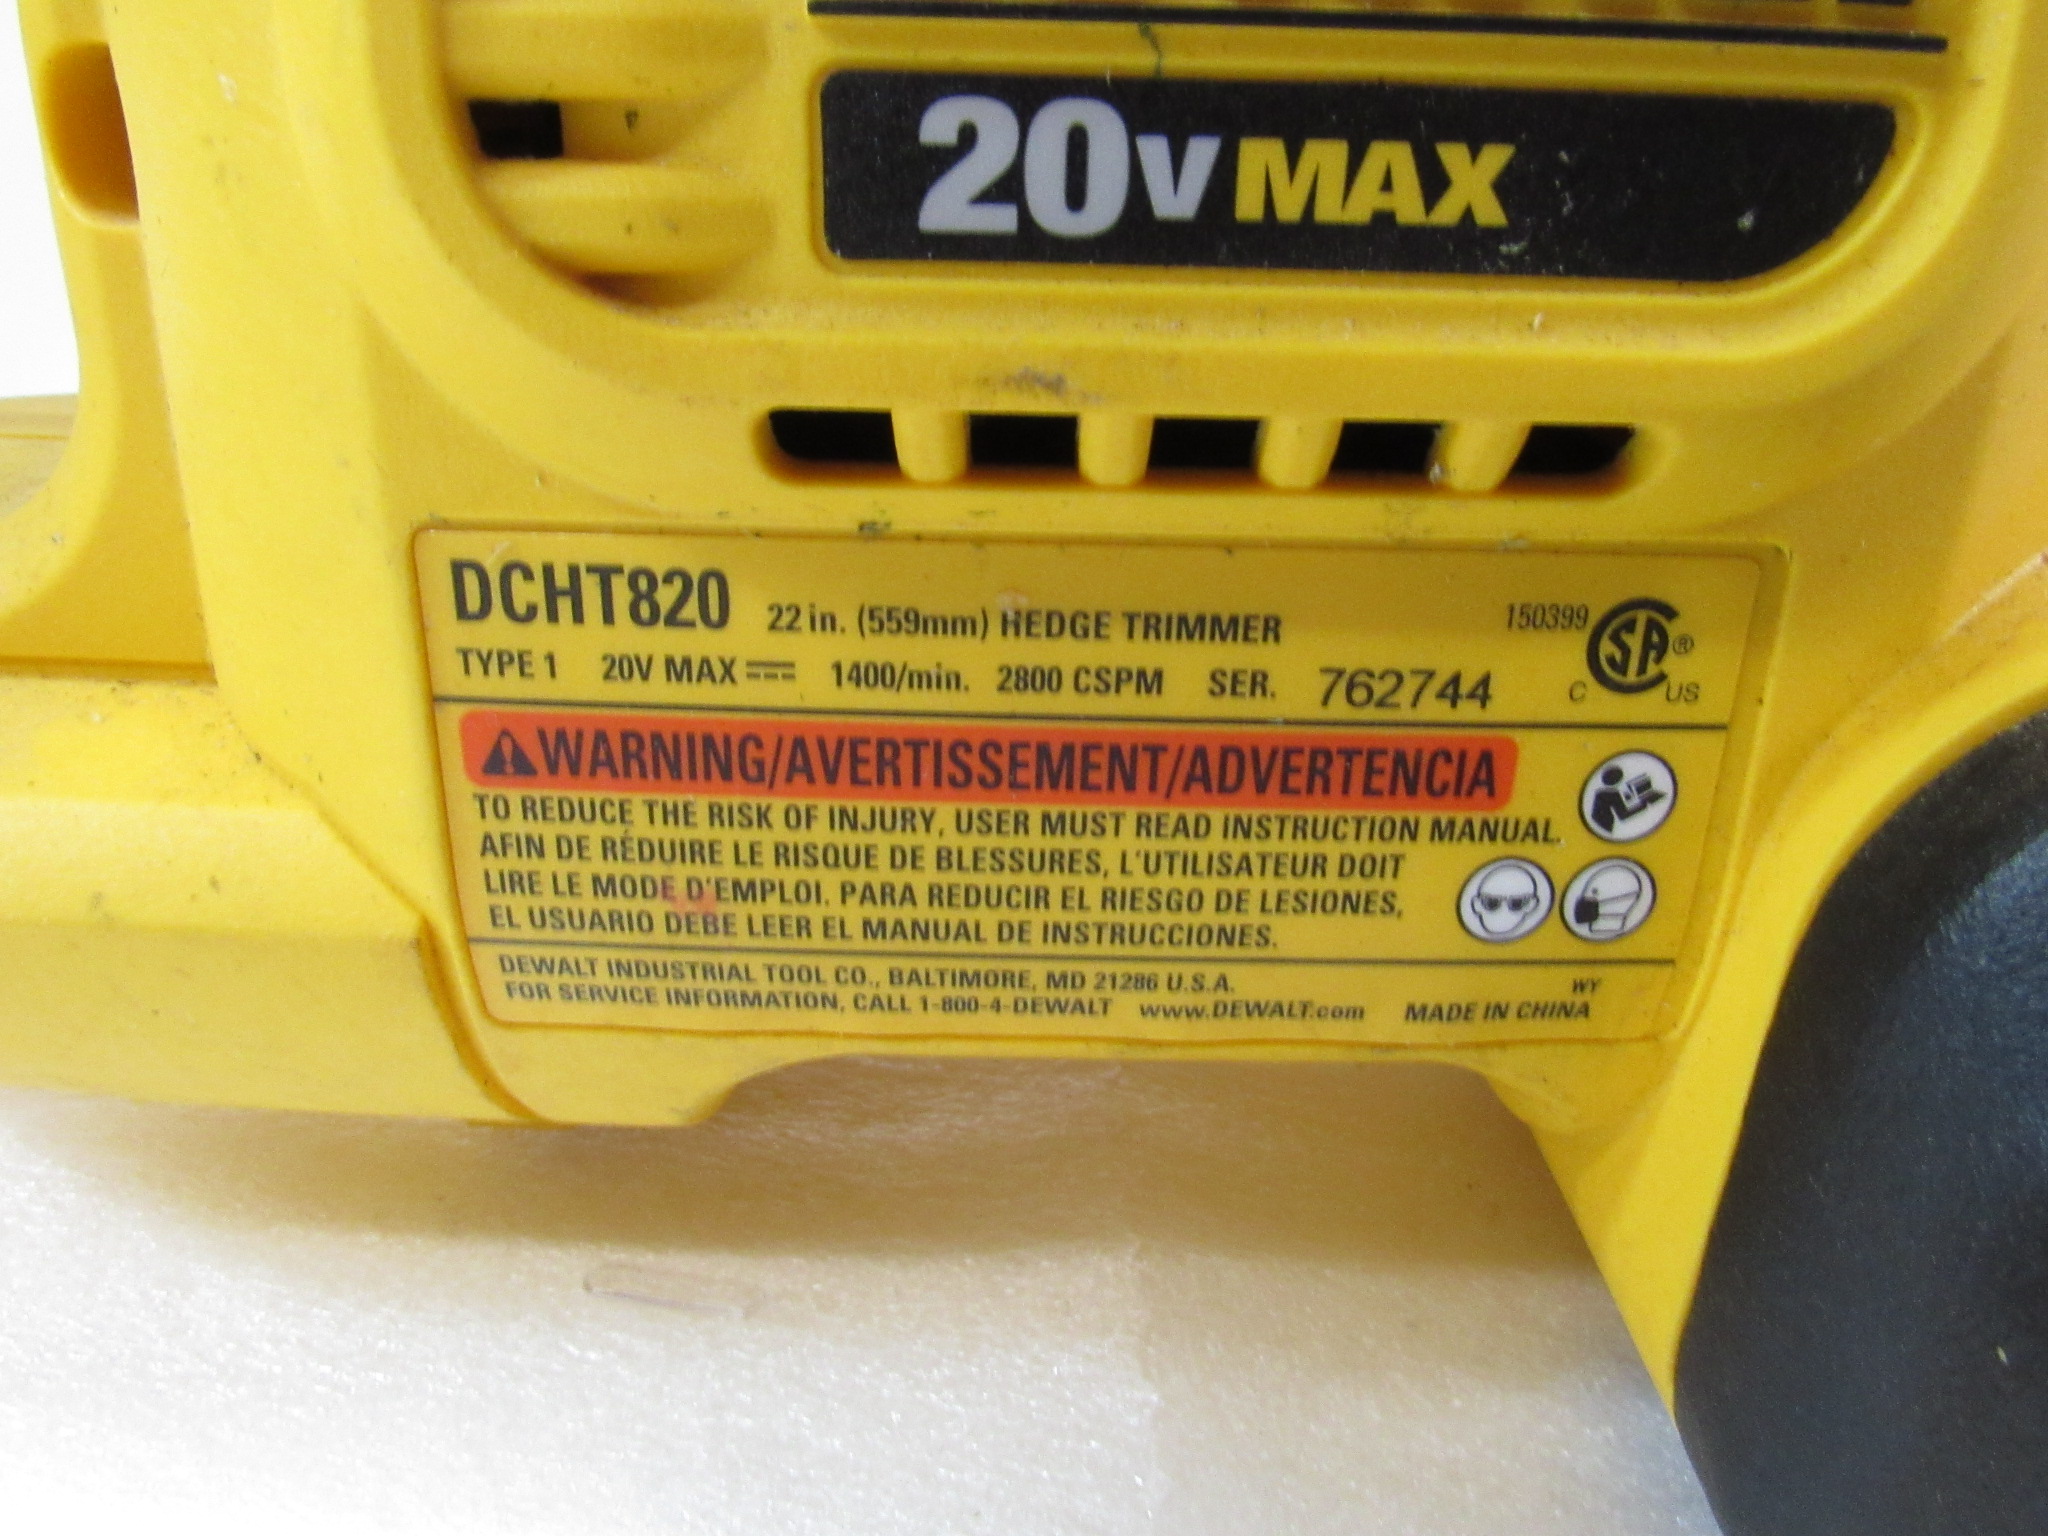 20V MAX
DCHT820 22 in. (559mm) HEDGE TRIMMER 150399 SA®
TYPE 1 20V MAX 1400/min. 2800 CSPM SER. 762744 C US
WARNING/AVERTISSEMENT/ADVERTENCIA
TO REDUCE THE RISK OF INJURY, USER MUST READ INSTRUCTION MANUAL.
AFIN DE RÉDUIRE LE RISQUE DE BLESSURES, L'UTILISATEUR DOIT
LIRE LE MODE D'EMPLOI. PARA REDUCIR EL RIESGO DE LESIONES,
EL USUARIO DEBE LEER EL MANUAL DE INSTRUCCIONES.
DEWALT INDUSTRIAL TOOL CO., BALTIMORE, MD 21286 U.S.A. WY
FOR SERVICE INFORMATION, CALL 1-800-4-DEWALT www.DEWALT.com MADE IN CHINA